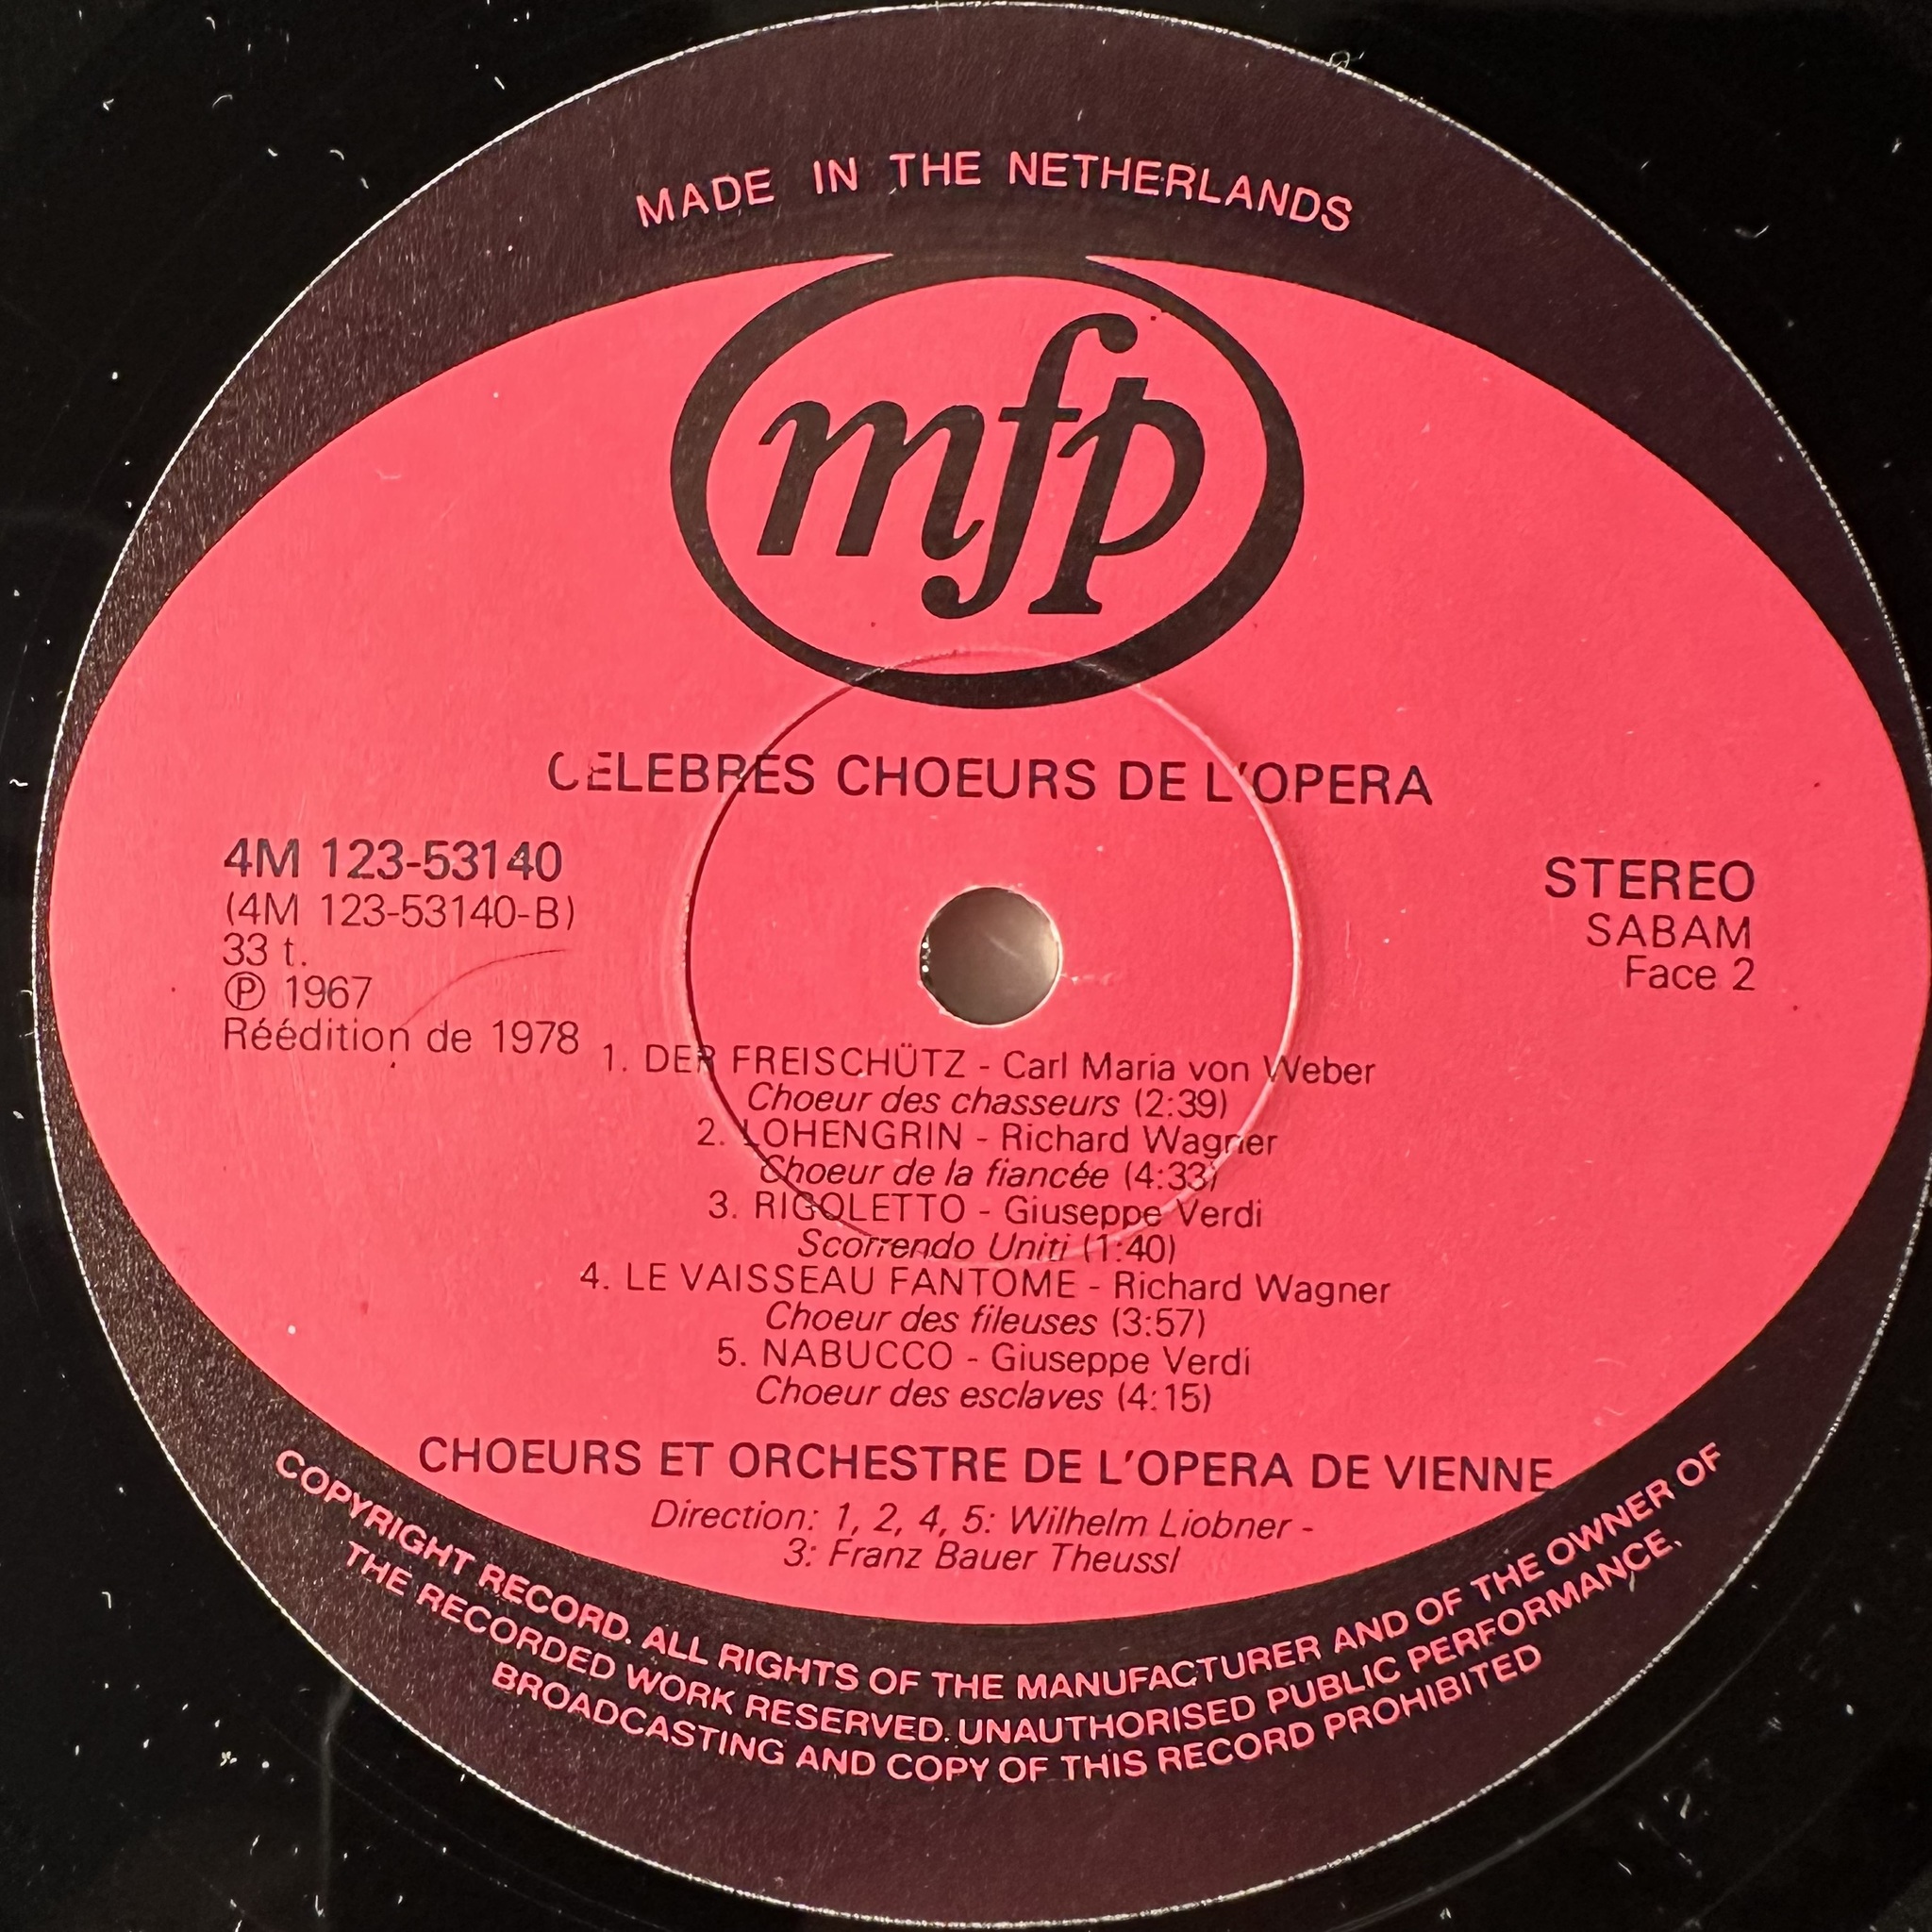 MADE IN THE NETHERLANDS
mfp
CELEBRES CHOEURS DE L'OPERA
4M 123-53140
(4M 123-53140-B)
33 t.
Ⓟ 1967
Réédition de 1978
STEREO
SABAM
Face 2
1. DER FREISCHÜTZ - Carl Maria von Weber
Choeur des chasseurs (2:39)
2. LOHENGRIN - Richard Wagner
Choeur de la fiancée (4:33)
3. RIGOLETTO - Giuseppe Verdi
Scorrendo Uniti (1:40)
4. LE VAISSEAU FANTOME - Richard Wagner
Choeur des fileuses (3:57)
5. NABUCCO - Giuseppe Verdi
Choeur des esclaves (4:15)
CHOEURS ET ORCHESTRE DE L'OPERA DE VIENNE
Direction: 1, 2, 4, 5: Wilhelm Liobner -
3: Franz Bauer Theussl
COPYRIGHT RECORD. ALL RIGHTS OF THE MANUFACTURER AND OF THE OWNER OF
THE RECORDED WORK RESERVED. UNAUTHORISED PUBLIC PERFORMANCE,
BROADCASTING AND COPY OF THIS RECORD PROHIBITED